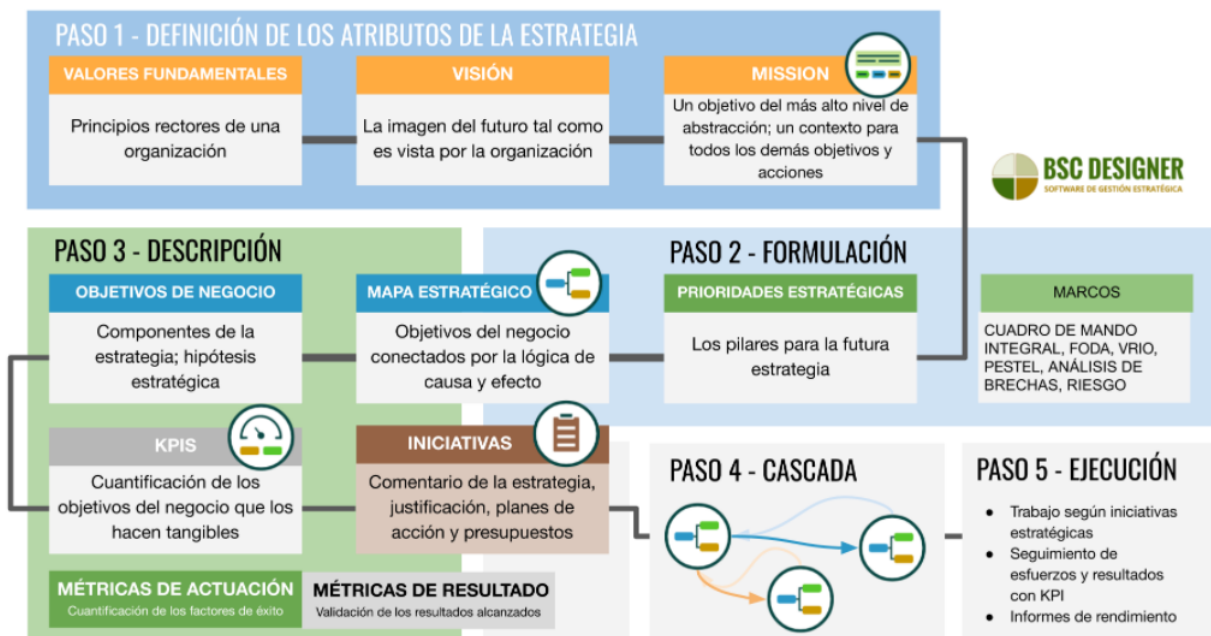 PASO 1 - DEFINICIÓN DE LOS ATRIBUTOS DE LA ESTRATEGIA
VALORES FUNDAMENTALES
Principios rectores de una
organización
VISIÓN
La imagen del futuro tal como
es vista por la organización
MISSION
Un objetivo del más alto nivel de
abstracción; un contexto para
todos los demás objetivos y
acciones
BSC DESIGNER
SOFTWARE DE GESTIÓN ESTRATÉGICA
PASO 2 - FORMULACIÓN
PRIORIDADES ESTRATÉGICAS
Los pilares para la futura
estrategia
MARCOS
CUADRO DE MANDO
INTEGRAL, FODA, VRIO,
PESTEL, ANÁLISIS DE
BRECHAS, RIESGO
PASO 3 - DESCRIPCIÓN
MAPA ESTRATÉGICO
Objetivos del negocio
conectados por la lógica de
causa y efecto
OBJETIVOS DE NEGOCIO
Componentes de la
estrategia; hipótesis
estratégica
KPIS
Cuantificación de los
objetivos del negocio que los
hacen tangibles
INICIATIVAS
Comentario de la estrategia,
justificación, planes de
acción y presupuestos
MÉTRICAS DE ACTUACIÓN
Cuantificación de los factores de éxito
MÉTRICAS DE RESULTADO
Validación de los resultados alcanzados
PASO 4 - CASCADA
PASO 5 - EJECUCIÓN
● Trabajo según iniciativas
estratégicas
● Seguimiento de
esfuerzos y resultados
con KPI
● Informes de rendimiento